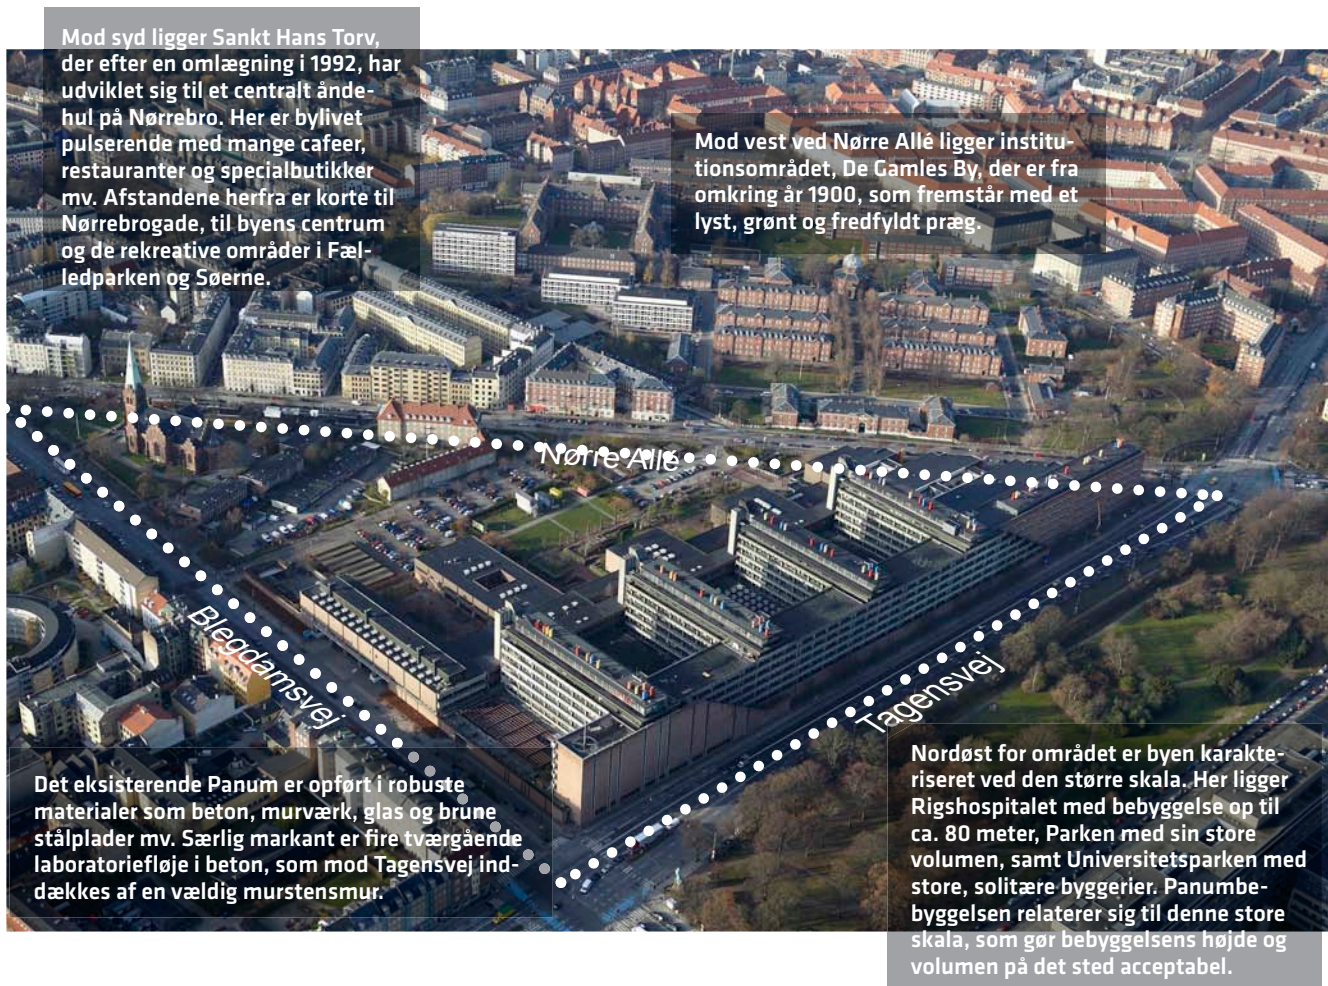 Mod syd ligger Sankt Hans Torv,
der efter en omlægning i 1992, har
udviklet sig til et centralt ånde-
hul på Nørrebro. Her er bylivet
pulserende med mange cafeer,
restauranter og specialbutikker
mv. Afstandene herfra er korte til
Nørrebrogade, til byens centrum
og de rekreative områder i Fæl-
ledparken og Søerne.
Mod vest ved Nørre Allé ligger institu-
tionsområdet, De Gamles By, der er fra
omkring år 1900, som fremstår med et
lyst, grønt og fredfyldt præg.
Nørre Allé
Blegdamsvej
Tagensvej
Det eksisterende Panum er opført i robuste
materialer som beton, murværk, glas og brune
stålplader mv. Særlig markant er fire tværgående
laboratoriefløje i beton, som mod Tagensvej ind-
dækkes af en vældig murstensmur.
Nordøst for området er byen karakte-
riseret ved den større skala. Her ligger
Rigshospitalet med bebyggelse op til
ca. 80 meter, Parken med sin store
volumen, samt Universitetsparken med
store, solitære byggerier. Panumbe-
byggelsen relaterer sig til denne store
skala, som gør bebyggelsens højde og
volumen på det sted acceptabel.